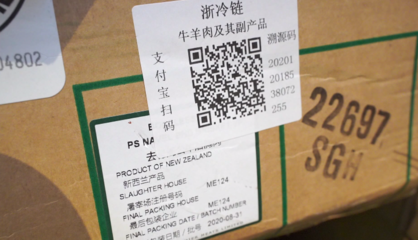 04802
浙冷链
牛羊肉及其副产品
支付宝扫码
溯源码
20201
20185
38072
255
PS NA
去
PRODUCT OF NEW ZEALAND
新西兰产品
SLAUGHTER HOUSE ME124
屠宰场注册号码
FINAL PACKING HOUSE ME124
最后包装企业
FINAL PACKING DATE / BATCH NUMBER
最后包装日期 / 批号 2020-08-31
22697
SGH